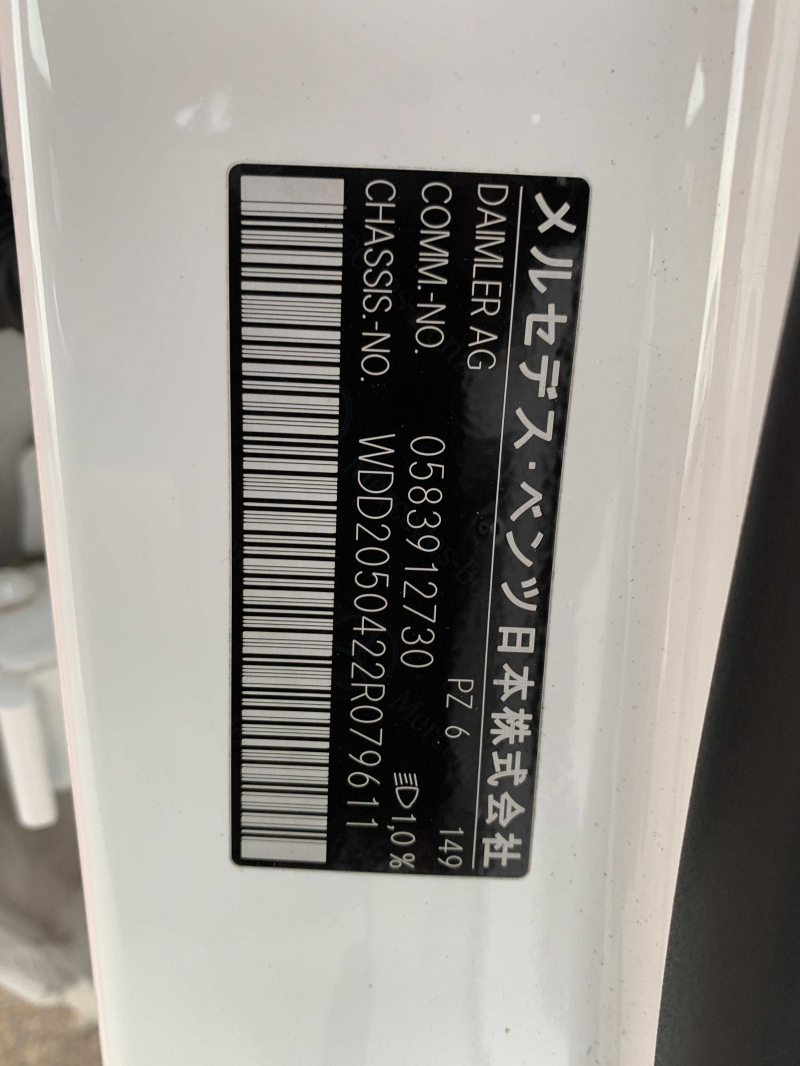 メルセデス・ベンツ日本株式会社
DAIMLER AG 149
COMM.-NO. 0583912730 PZ 6
CHASSIS.-NO. WDD2050422R079611 1,0 %